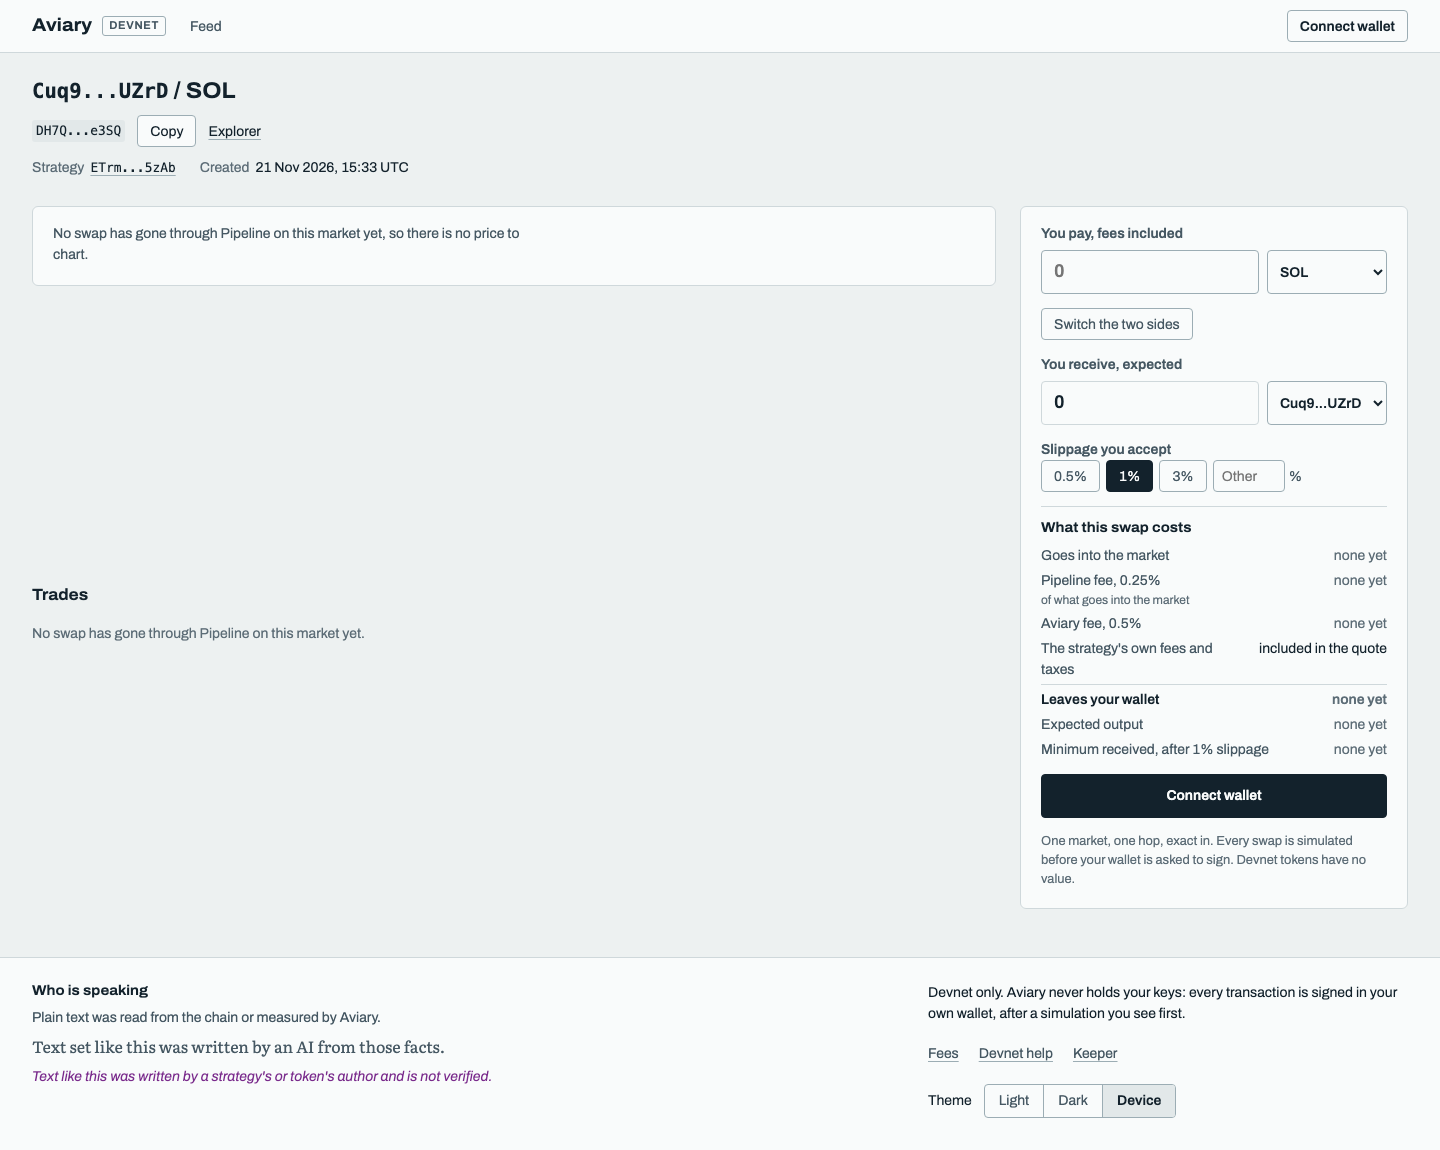 Aviary DEVNET Feed Connect wallet
Cuq9...UZrD / SOL
DH7Q...e3SQ Copy Explorer
Strategy ETrm...5zAb Created 21 Nov 2026, 15:33 UTC
No swap has gone through Pipeline on this market yet, so there is no price to
chart.
Trades
No swap has gone through Pipeline on this market yet.
You pay, fees included
0 SOL
Switch the two sides
You receive, expected
0 Cuq9...UZrD
Slippage you accept
0.5% 1% 3% Other %
What this swap costs
Goes into the market none yet
Pipeline fee, 0.25% none yet
of what goes into the market
Aviary fee, 0.5% none yet
The strategy's own fees and included in the quote
taxes
Leaves your wallet none yet
Expected output none yet
Minimum received, after 1% slippage none yet
Connect wallet
One market, one hop, exact in. Every swap is simulated
before your wallet is asked to sign. Devnet tokens have no
value.
Who is speaking
Plain text was read from the chain or measured by Aviary.
Text set like this was written by an AI from those facts.
Text like this was written by a strategy's or token's author and is not verified.
Devnet only. Aviary never holds your keys: every transaction is signed in your
own wallet, after a simulation you see first.
Fees Devnet help Keeper
Theme Light Dark Device